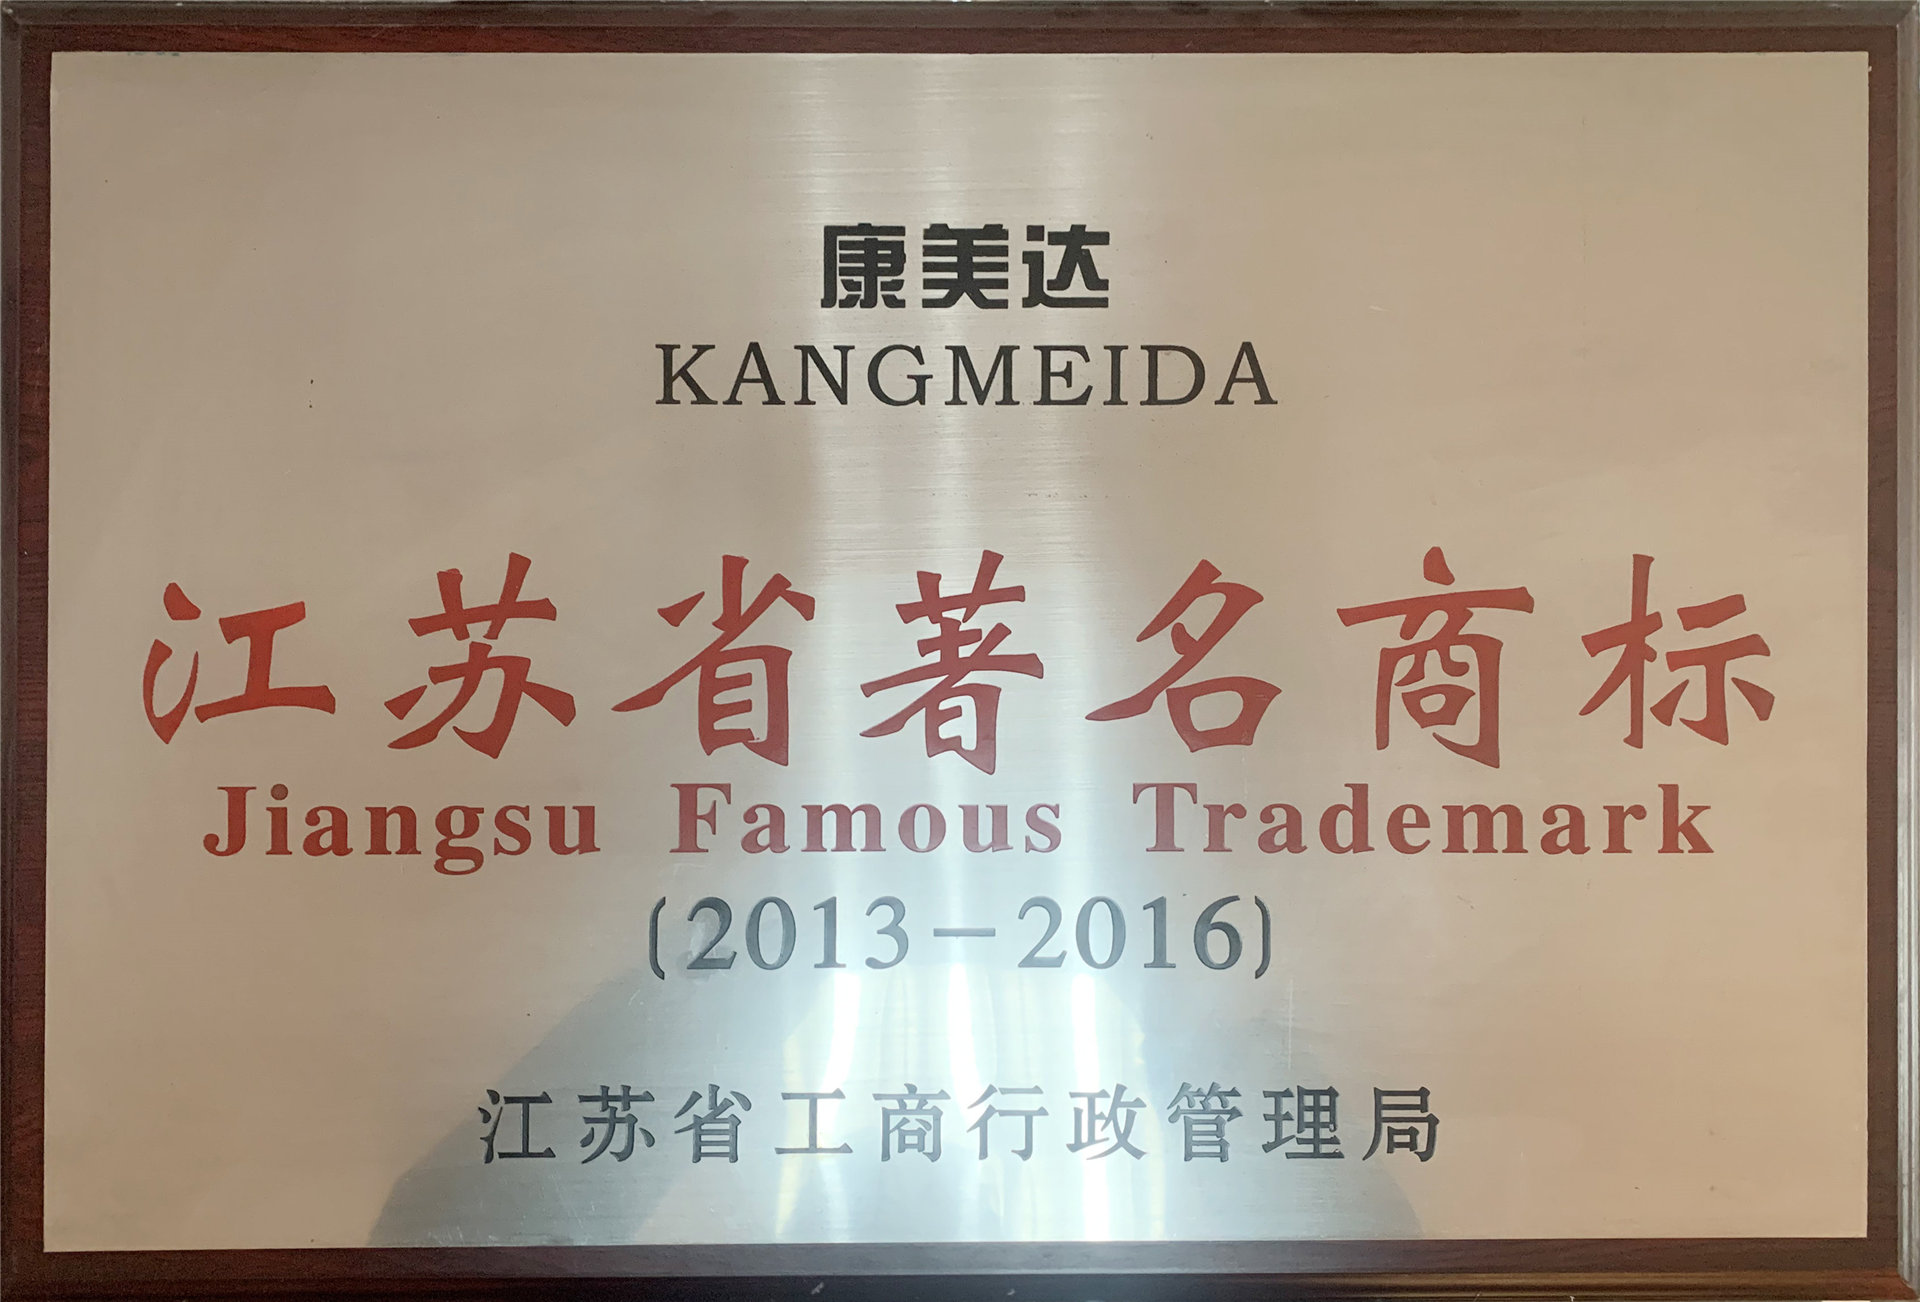 康美达
KANGMEIDA
江苏省著名商标
Jiangsu Famous Trademark
(2013-2016)
江苏省工商行政管理局